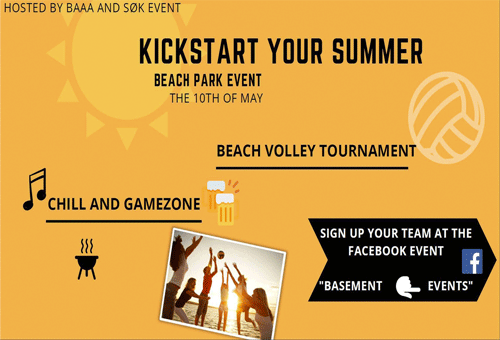 HOSTED BY BAAA AND SØK EVENT
KICKSTART YOUR SUMMER
BEACH PARK EVENT
THE 10TH OF MAY
BEACH VOLLEY TOURNAMENT
CHILL AND GAMEZONE
SIGN UP YOUR TEAM AT THE
FACEBOOK EVENT
f
"BASEMENT EVENTS"